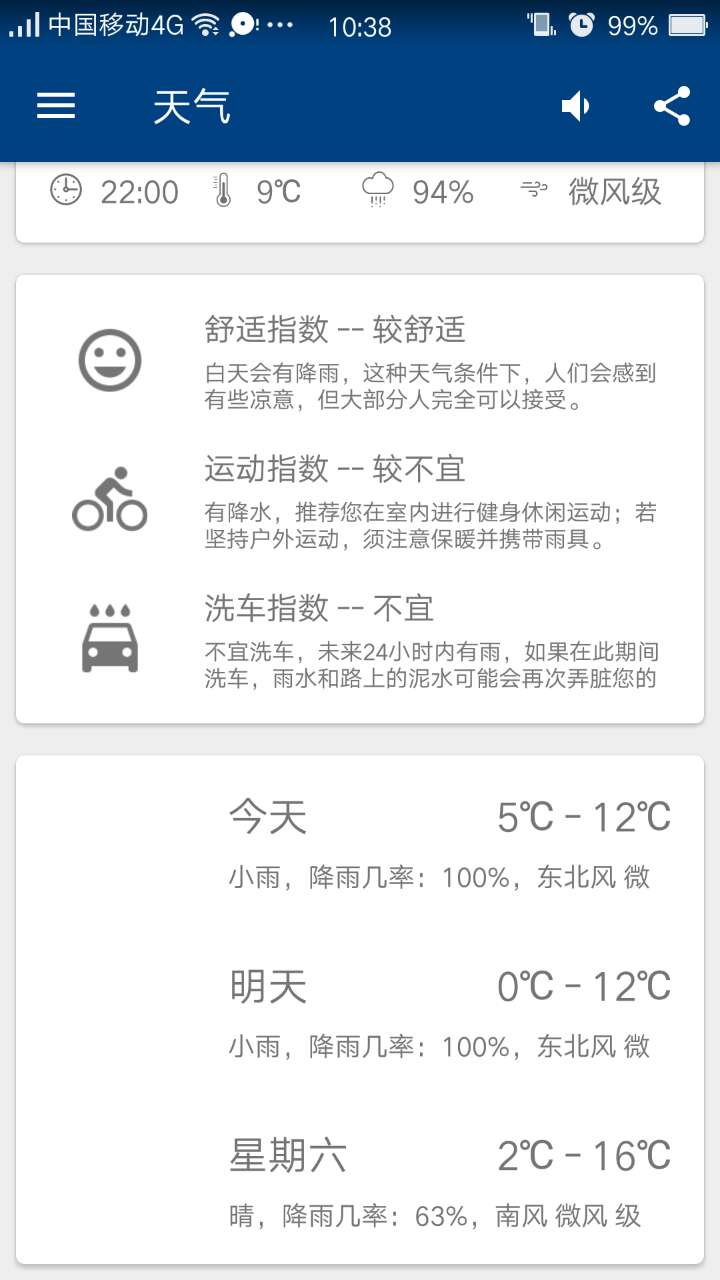 中国移动4G ! ··· 10:38 99%
天气
22:00 9℃ 94% 微风级
舒适指数 -- 较舒适
白天会有降雨，这种天气条件下，人们会感到
有些凉意，但大部分人完全可以接受。
运动指数 -- 较不宜
有降水，推荐您在室内进行健身休闲运动；若
坚持户外运动，须注意保暖并携带雨具。
洗车指数 -- 不宜
不宜洗车，未来24小时内有雨，如果在此期间
洗车，雨水和路上的泥水可能会再次弄脏您的
今天 5℃ - 12℃
小雨，降雨几率：100%，东北风 微
明天 0℃ - 12℃
小雨，降雨几率：100%，东北风 微
星期六 2℃ - 16℃
晴，降雨几率：63%，南风 微风 级